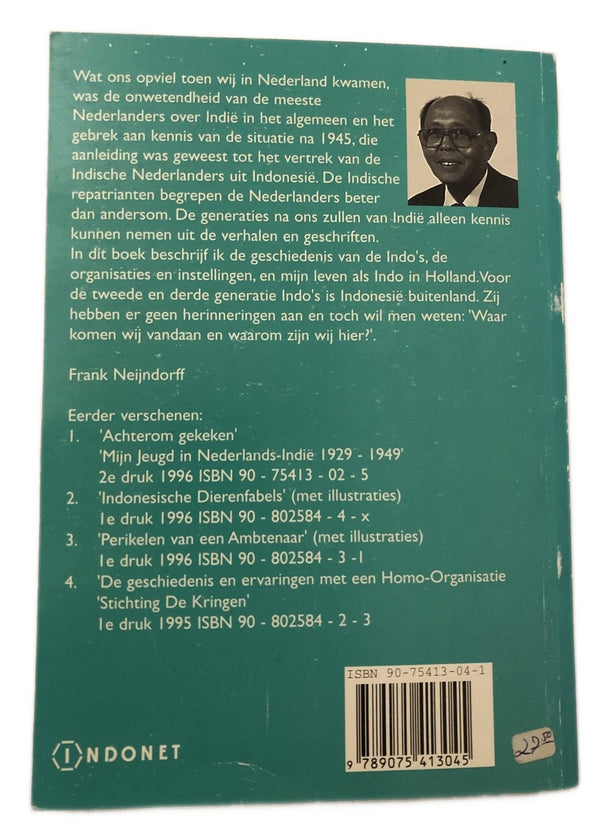 Wat ons opviel toen wij in Nederland kwamen,
was de onwetendheid van de meeste
Nederlanders over Indië in het algemeen en het
gebrek aan kennis van de situatie na 1945, die
aanleiding was geweest tot het vertrek van de
Indische Nederlanders uit Indonesië. De Indische
repatrianten begrepen de Nederlanders beter
dan andersom. De generaties na ons zullen van Indië alleen kennis
kunnen nemen uit de verhalen en geschriften.
In dit boek beschrijf ik de geschiedenis van de Indo's, de
organisaties en instellingen, en mijn leven als Indo in Holland.Voor
de tweede en derde generatie Indo's is Indonesië buitenland. Zij
hebben er geen herinneringen aan en toch wil men weten: 'Waar
komen wij vandaan en waarom zijn wij hier?'.
Frank Neijndorff
Eerder verschenen:
1. 'Achterom gekeken'
'Mijn Jeugd in Nederlands-Indië 1929 - 1949'
2e druk 1996 ISBN 90 - 75413 - 02 - 5
2. 'Indonesische Dierenfabels' (met illustraties)
1e druk 1996 ISBN 90 - 802584 - 4 - x
3. 'Perikelen van een Ambtenaar' (met illustraties)
1e druk 1996 ISBN 90 - 802584 - 3 -1
4. 'De geschiedenis en ervaringen met een Homo-Organisatie
'Stichting De Kringen'
1e druk 1995 ISBN 90 - 802584 - 2 - 3
ISBN 90-75413-04-1
9 789075 413045
22,50
INDONET